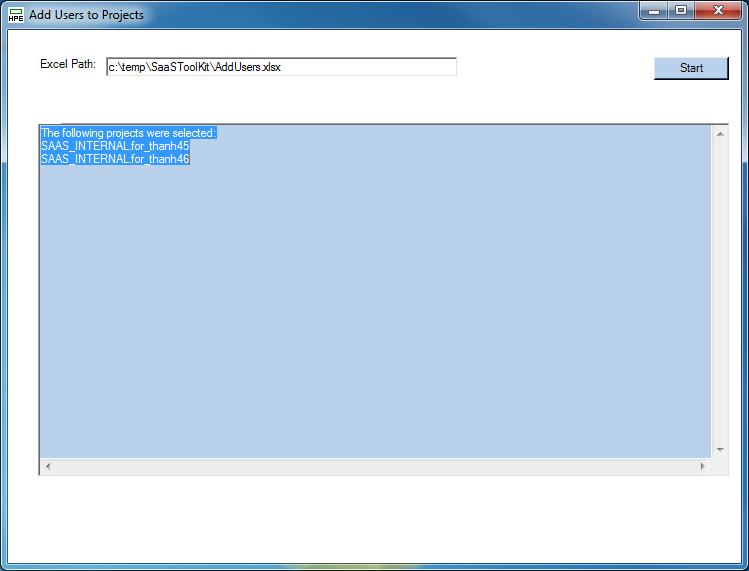 HPE Add Users to Projects
Excel Path: c:\temp\SaaSToolKit\AddUsers.xlsx Start
The following projects were selected:
SAAS_INTERNAL.for_thanh45
SAAS_INTERNAL.for_thanh46